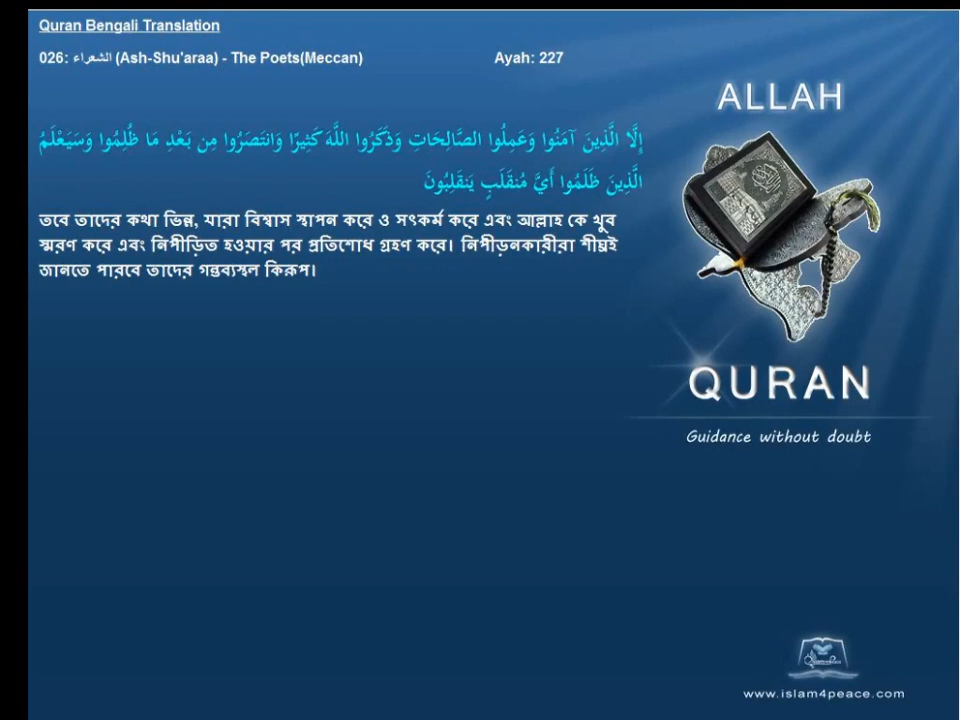 Quran Bengali Translation
026: الشعراء (Ash-Shu'araa) - The Poets(Meccan) Ayah: 227
إِلَّا الَّذِينَ آمَنُوا وَعَمِلُوا الصَّالِحَاتِ وَذَكَرُوا اللَّهَ كَثِيرًا وَانتَصَرُوا مِن بَعْدِ مَا ظُلِمُوا وَسَيَعْلَمُ
الَّذِينَ ظَلَمُوا أَيَّ مُنقَلَبٍ يَنقَلِبُونَ
তবে তাদের কথা ভিন্ন, যারা বিশ্বাস স্থাপন করে ও সৎকর্ম করে এবং আল্লাহ কে খুব
স্মরণ করে এবং নিপীড়িত হওয়ার পর প্রতিশোধ গ্রহণ করে। নিপীড়নকারীরা শীঘ্রই
জানতে পারবে তাদের গন্তব্যস্থল কিরূপ।
ALLAH
QURAN
Guidance without doubt
www.islam4peace.com